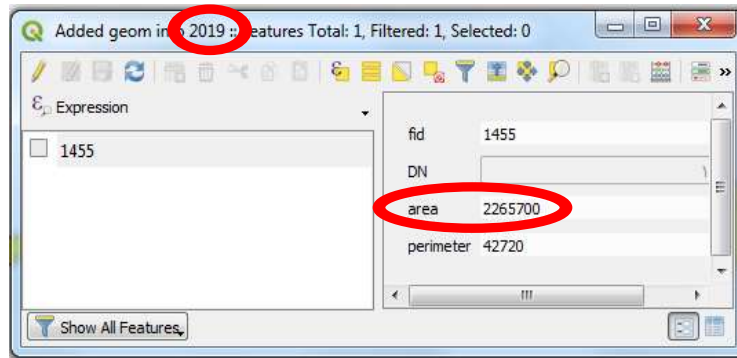 Added geom in 2019 :: Features Total: 1, Filtered: 1, Selected: 0
Expression
1455
fid 1455
DN ١
area 2265700
perimeter 42720
Show All Features